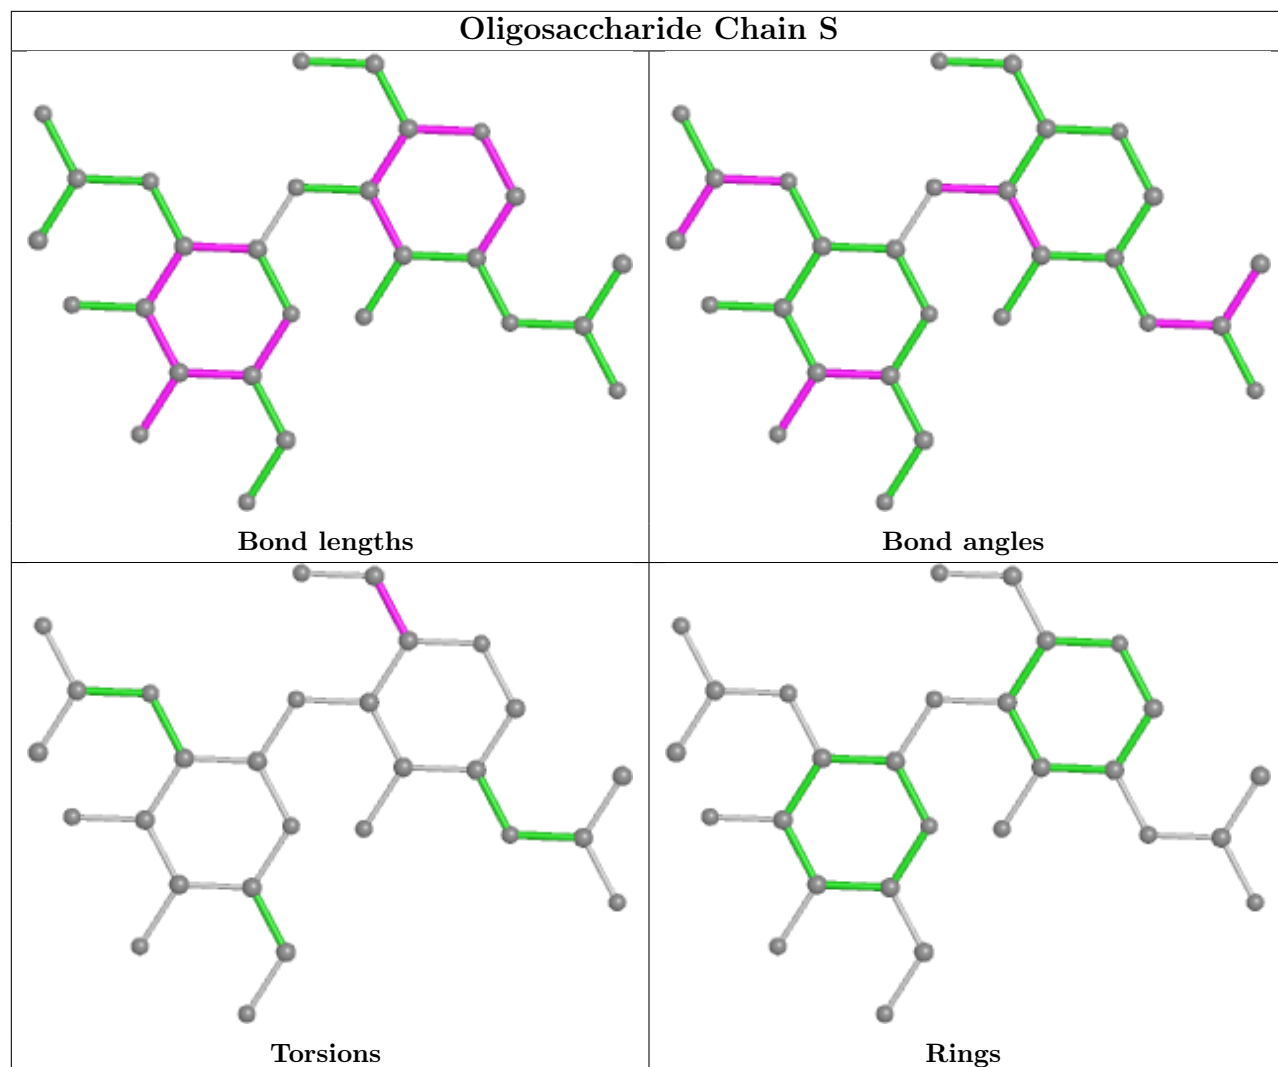 Oligosaccharide Chain S
Bond lengths
Bond angles
Torsions
Rings